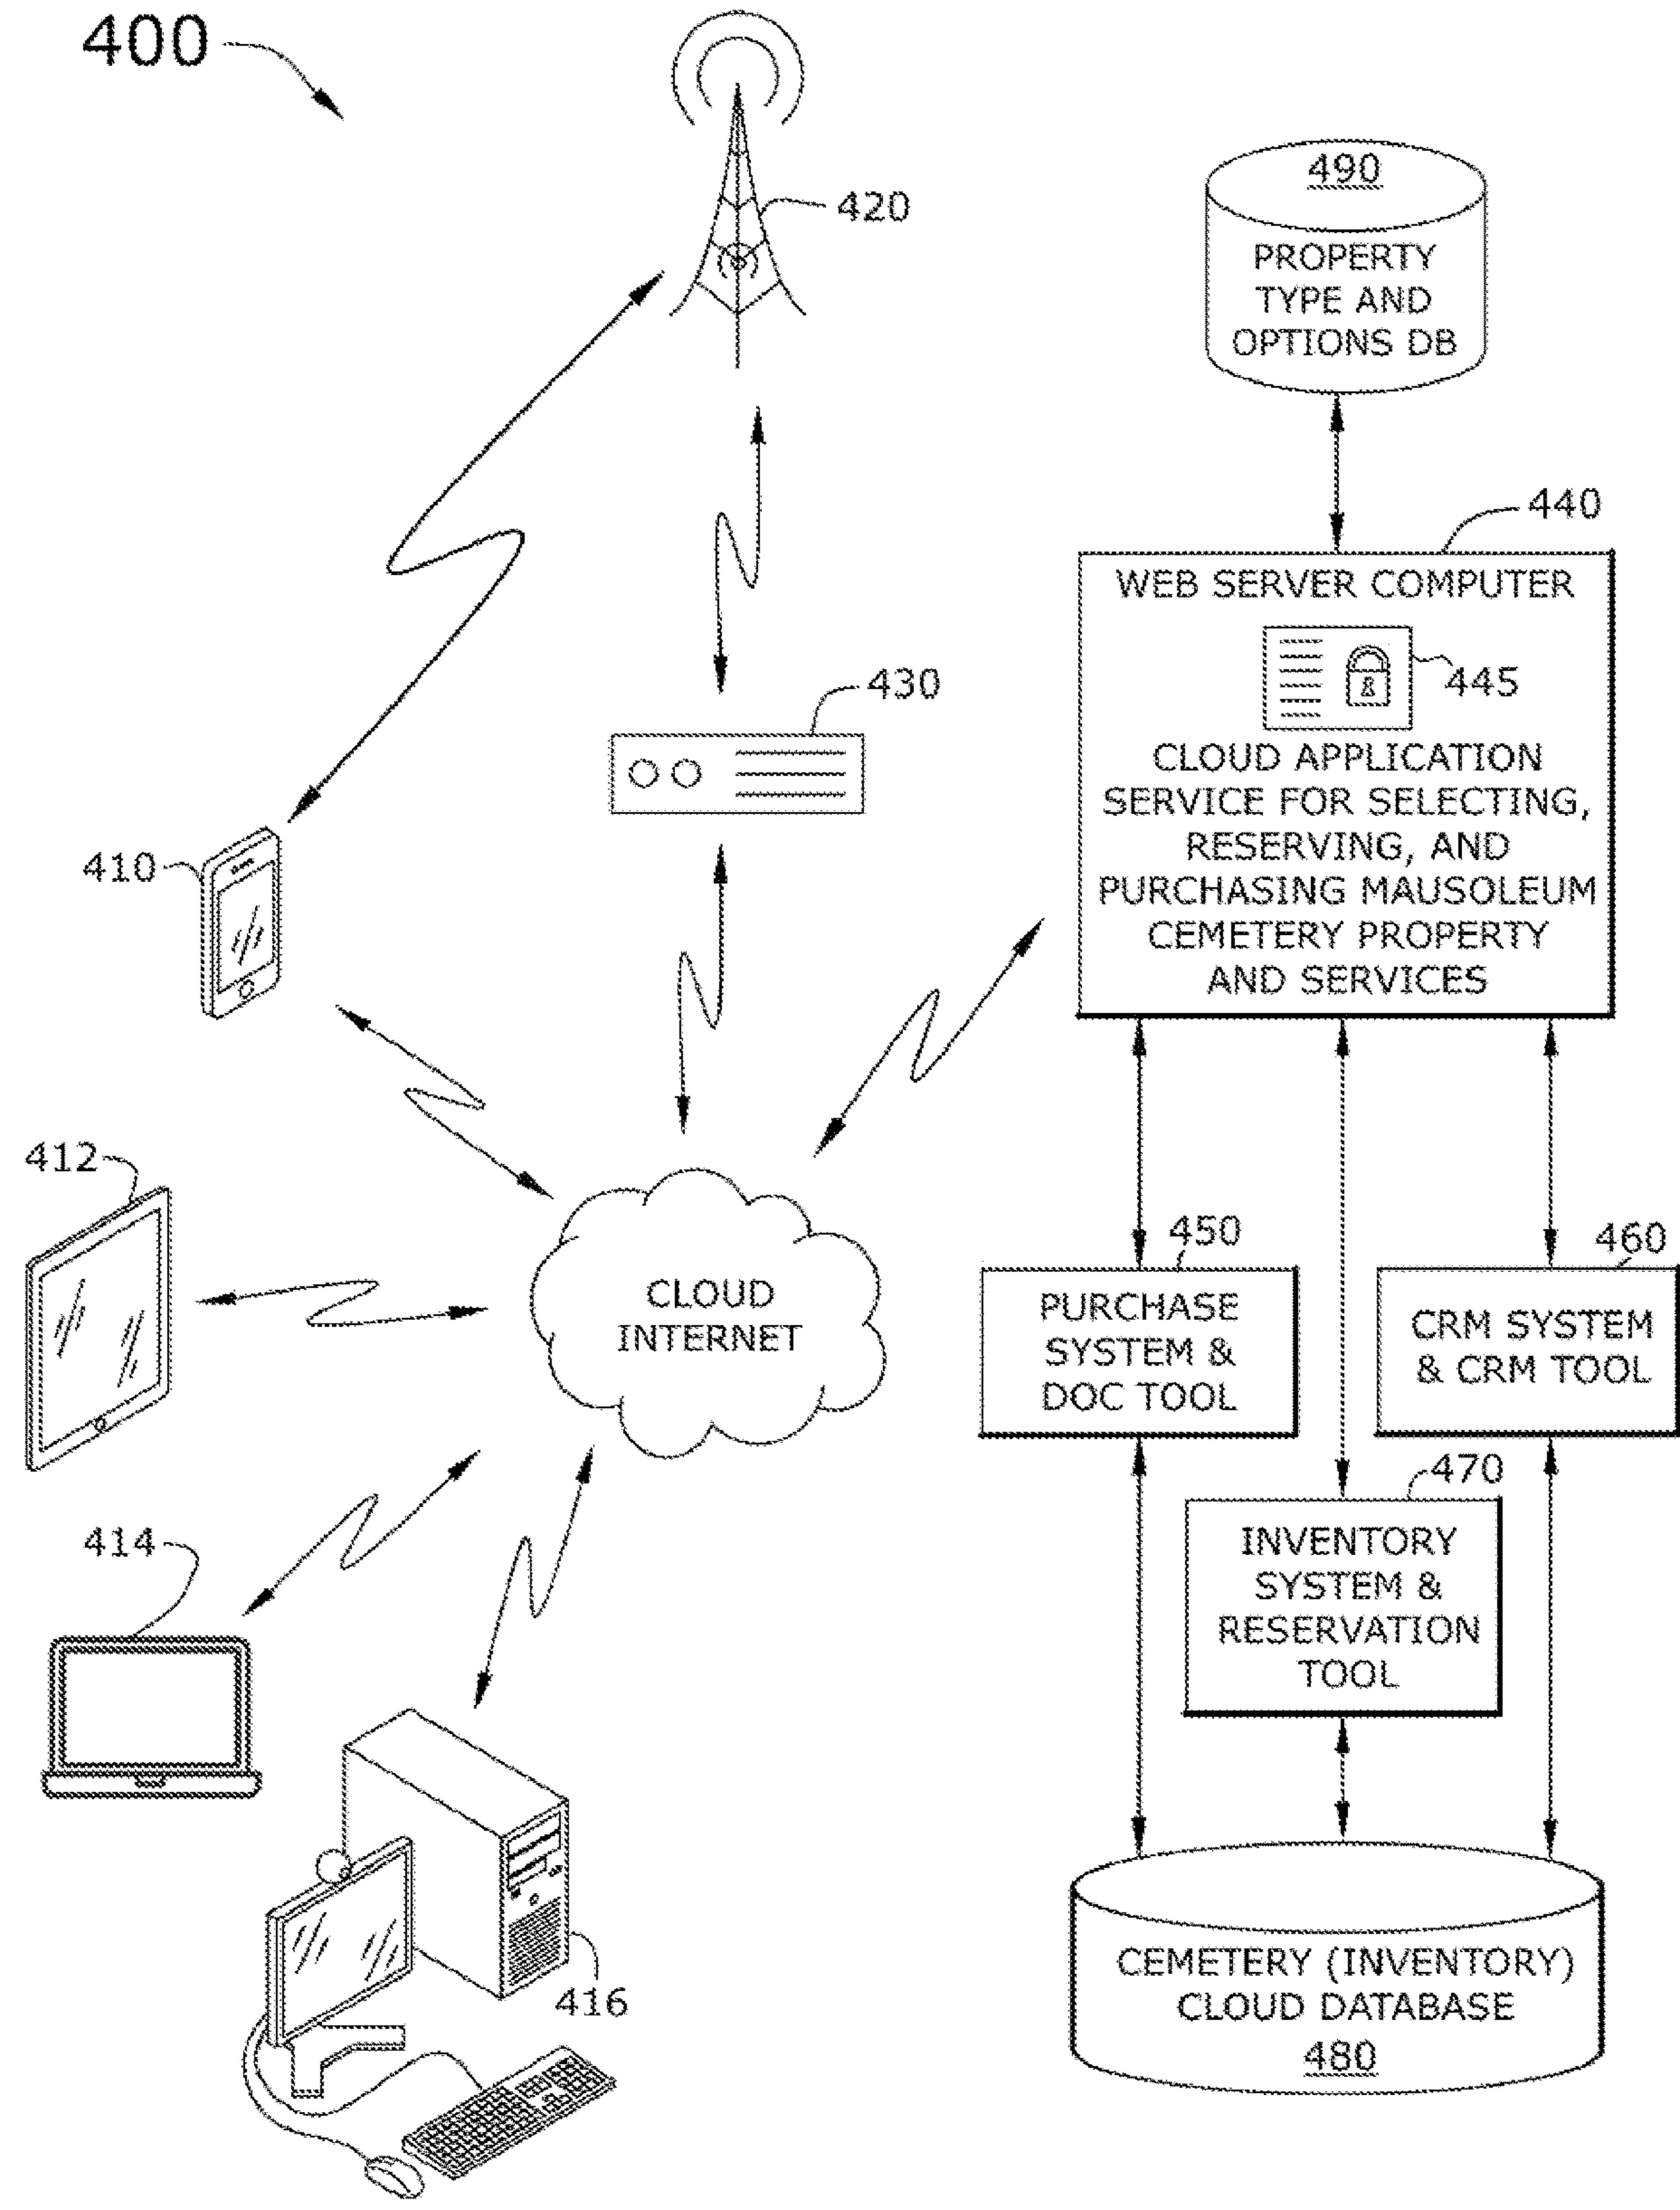 400
420
490
PROPERTY
TYPE AND
OPTIONS DB
440
WEB SERVER COMPUTER
445
CLOUD APPLICATION
SERVICE FOR SELECTING,
RESERVING, AND
PURCHASING MAUSOLEUM
CEMETERY PROPERTY
AND SERVICES
430
410
412
CLOUD
INTERNET
450
PURCHASE
SYSTEM &
DOC TOOL
460
CRM SYSTEM
& CRM TOOL
470
INVENTORY
SYSTEM &
RESERVATION
TOOL
414
416
CEMETERY (INVENTORY)
CLOUD DATABASE
480